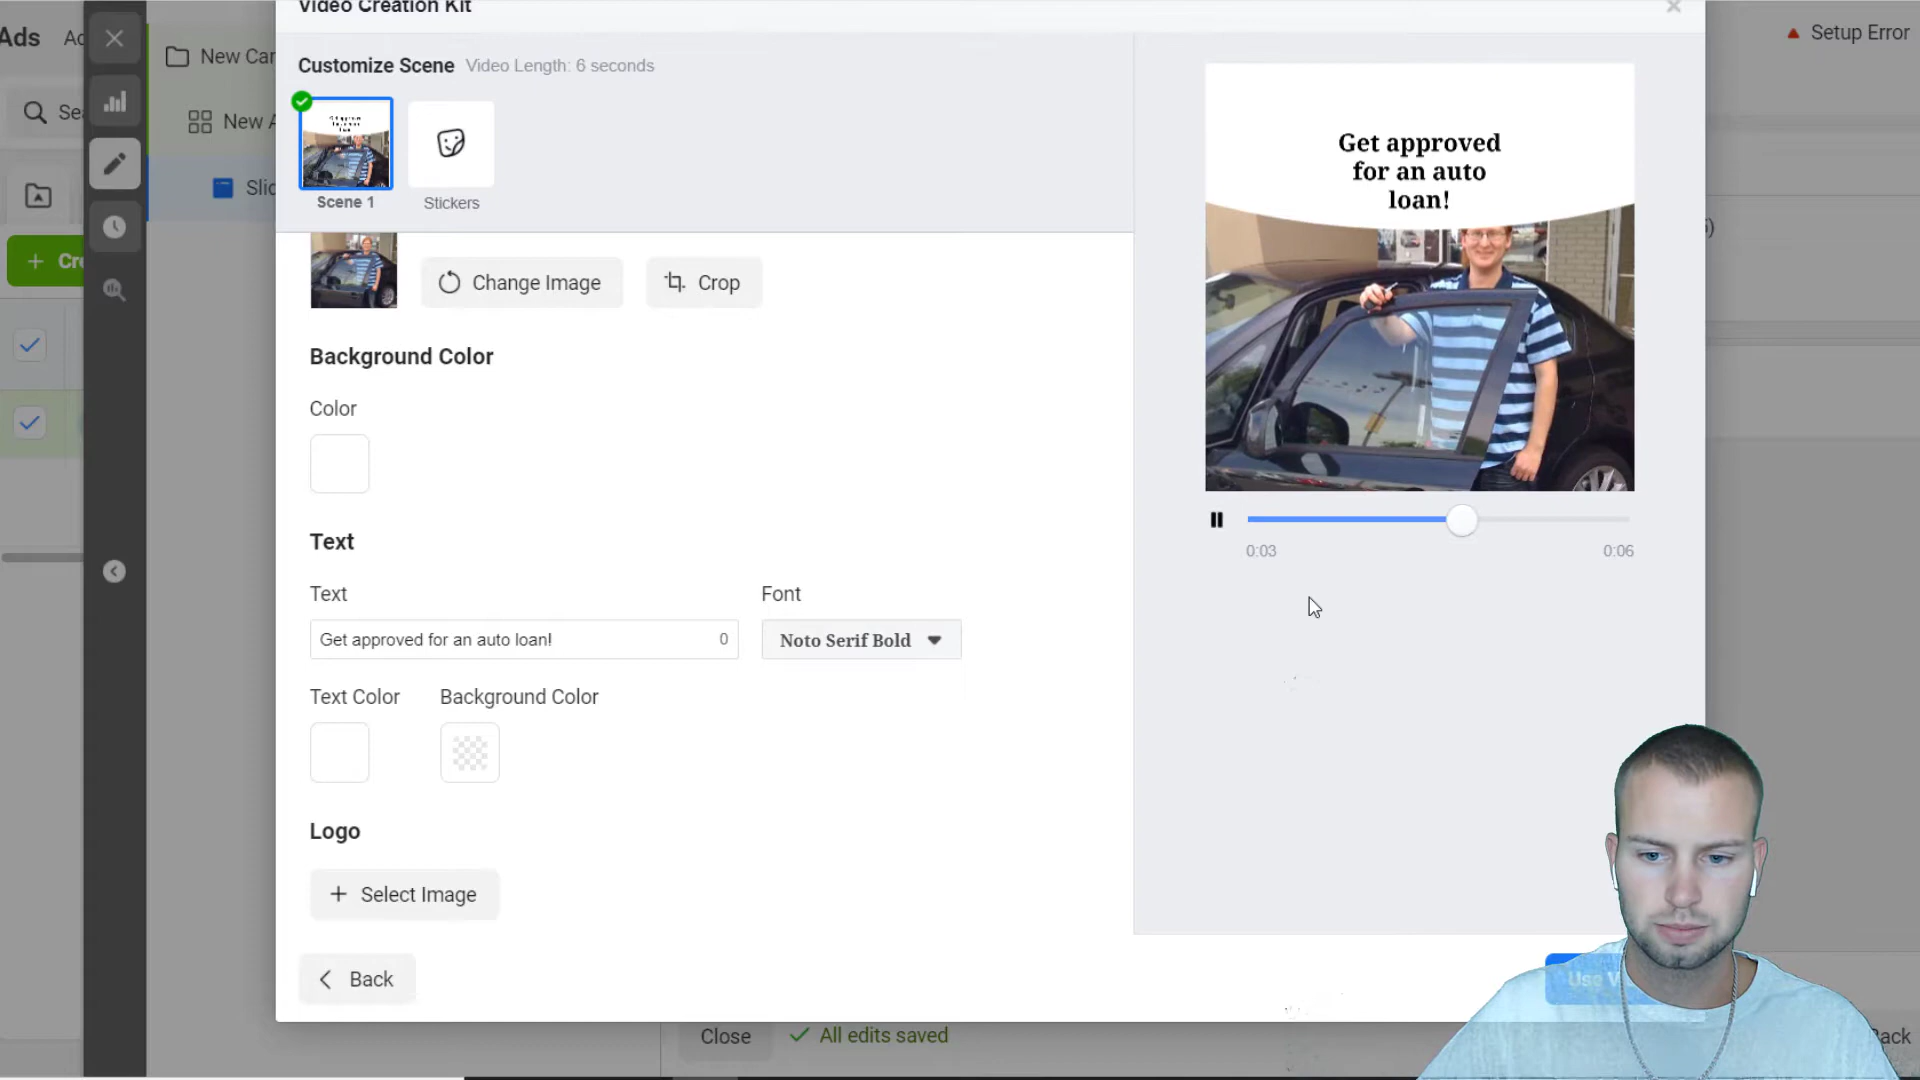 Video Creation Kit
Ads
Setup Error
New
Customize Scene Video Length: 6 seconds
Scene 1
Stickers
Get approved
for an auto
loan!
Change Image
Crop
Background Color
Color
0:03
0:06
Text
Text
Font
Get approved for an auto loan! 0
Noto Serif Bold
Text Color
Background Color
Logo
+ Select Image
Back
Use
Close
All edits saved